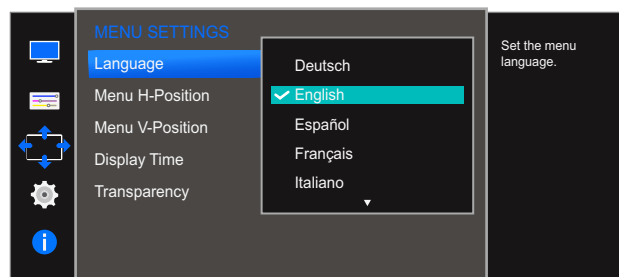 MENU SETTINGS
Language
Menu H-Position
Menu V-Position
Display Time
Transparency
Deutsch
English
Español
Français
Italiano
Set the menu
language.